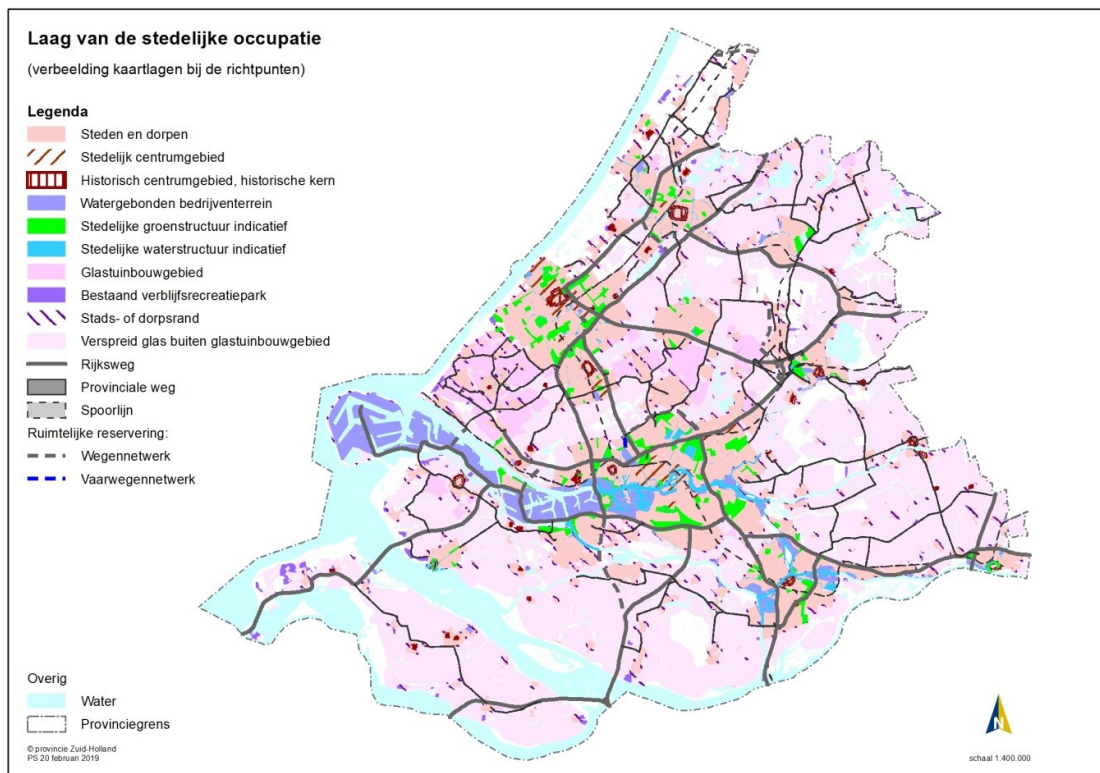 Laag van de stedelijke occupatie
(verbeelding kaartlagen bij de richtpunten)
Legenda
Steden en dorpen
Stedelijk centrumgebied
Historisch centrumgebied, historische kern
Watergebonden bedrijventerrein
Stedelijke groenstructuur indicatief
Stedelijke waterstructuur indicatief
Glastuinbouwgebied
Bestaand verblijfsrecreatiepark
Stads- of dorpsrand
Verspreid glas buiten glastuinbouwgebied
Rijksweg
Provinciale weg
Spoorlijn
Ruimtelijke reservering:
Wegennetwerk
Vaarwegennetwerk
Overig
Water
Provinciegrens
© provincie Zuid-Holland
PS 20 februari 2019
N
schaal 1:400.000